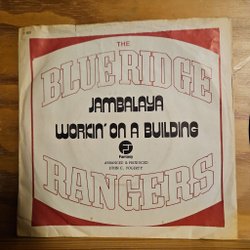 THE
BLUE RIDGE
JAMBALAYA
WORKIN' ON A BUILDING
Fantasy
ARRANGED & PRODUCED
JOHN C. FOGERTY
RANGERS